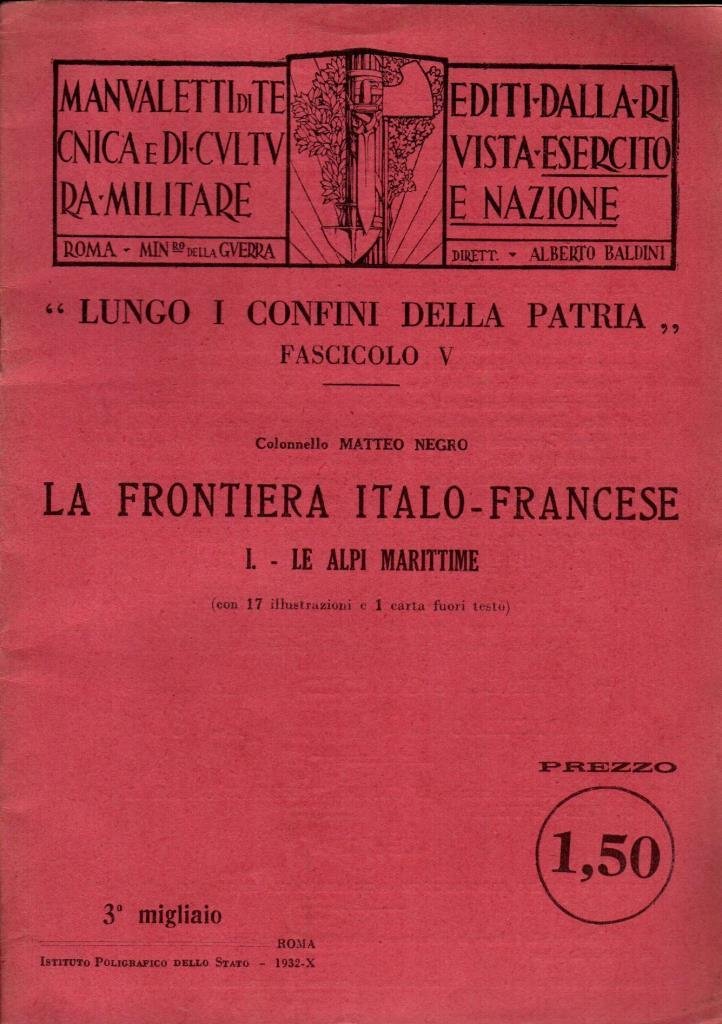 MANVALETTI DI TE
CNICA E DI·CVLTV
RA·MILITARE
ROMA - MIN.RO DELLA GVERRA
EDITI·DALLA·RI
VISTA·ESERCITO
E NAZIONE
DIRETT. - ALBERTO BALDINI
“ LUNGO I CONFINI DELLA PATRIA „
FASCICOLO V
Colonnello MATTEO NEGRO
LA FRONTIERA ITALO-FRANCESE
I. - LE ALPI MARITTIME
(con 17 illustrazioni e 1 carta fuori testo)
PREZZO
1,50
3° migliaio
ROMA
ISTITUTO POLIGRAFICO DELLO STATO - 1932-X